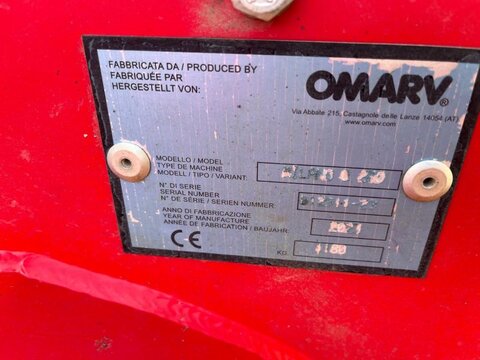 FABBRICATA DA / PRODUCED BY
FABRIQUÉE PAR
HERGESTELLT VON:
OMARV®
Via Abbate 215, Castagnole delle Lanze 14054 (AT)
www.omarv.com
MODELLO / MODEL
TYPE DE MACHINE
MODELL / TIPO / VARIANT:
N° DI SERIE
SERIAL NUMBER
N° DE SÉRIE / SERIEN NUMMER:
ANNO DI FABBRICAZIONE
YEAR OF MANUFACTURE
ANNÉE DE FABRICATION / BAUJAHR:
CE
KG. 1180